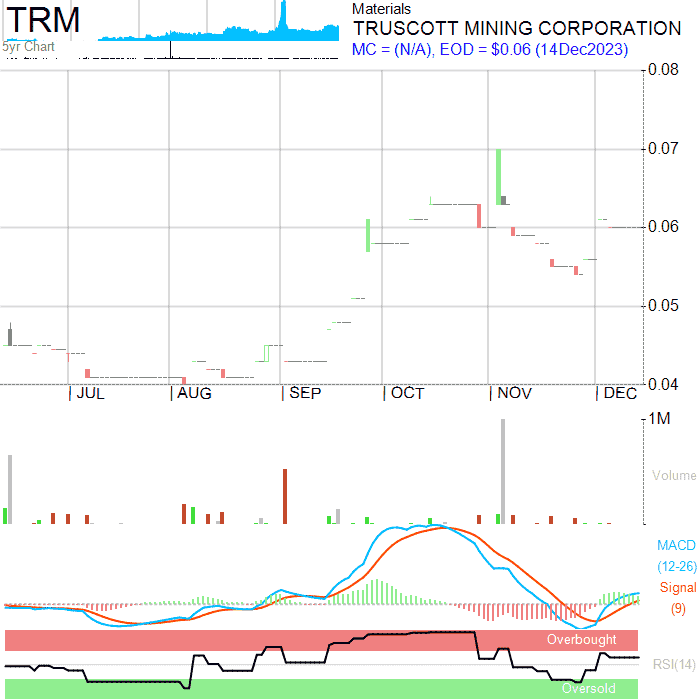 TRM
Materials
TRUSCOTT MINING CORPORATION
MC = (N/A), EOD = $0.06 (14Dec2023)
5yr Chart
0.08
0.07
0.06
0.05
0.04
JUL
AUG
SEP
OCT
NOV
DEC
1M
Volume
MACD
(12-26)
Signal
(9)
Overbought
RSI(14)
Oversold